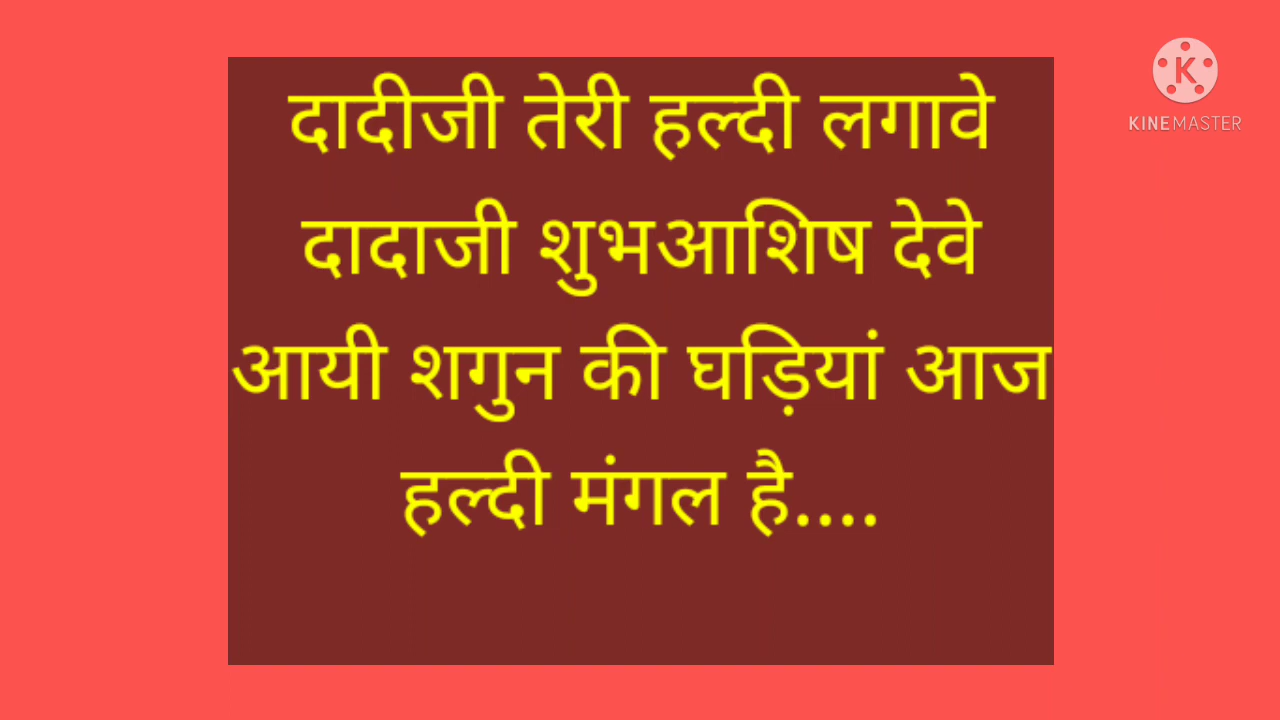 दादीजी तेरी हल्दी लगावे
दादाजी शुभआशिष देवे
आयी शगुन की घड़ियां आज
हल्दी मंगल है....
K
KINEMASTER